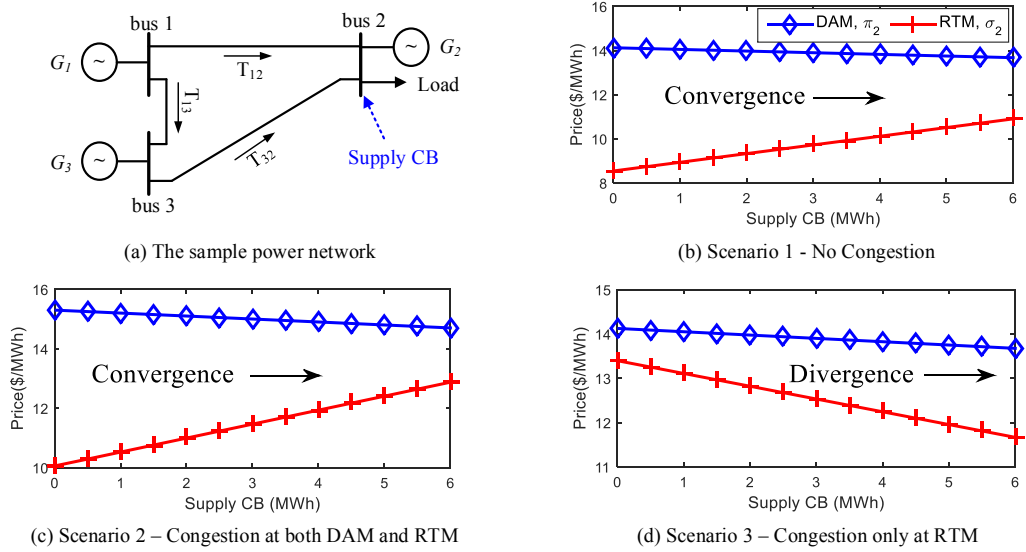 bus 1
bus 2
G1
~
~
G2
T12
Load
T13
G3
~
T32
Supply CB
bus 3
(a) The sample power network
DAM, π2
RTM, σ2
Price($/MWh)
16
14
12
10
8
Convergence
0 1 2 3 4 5 6
Supply CB (MWh)
(b) Scenario 1 - No Congestion
Price($/MWh)
16
14
12
10
Convergence
0 1 2 3 4 5 6
Supply CB (MWh)
(c) Scenario 2 – Congestion at both DAM and RTM
Price($/MWh)
15
14
13
12
11
Divergence
0 1 2 3 4 5 6
Supply CB (MWh)
(d) Scenario 3 – Congestion only at RTM